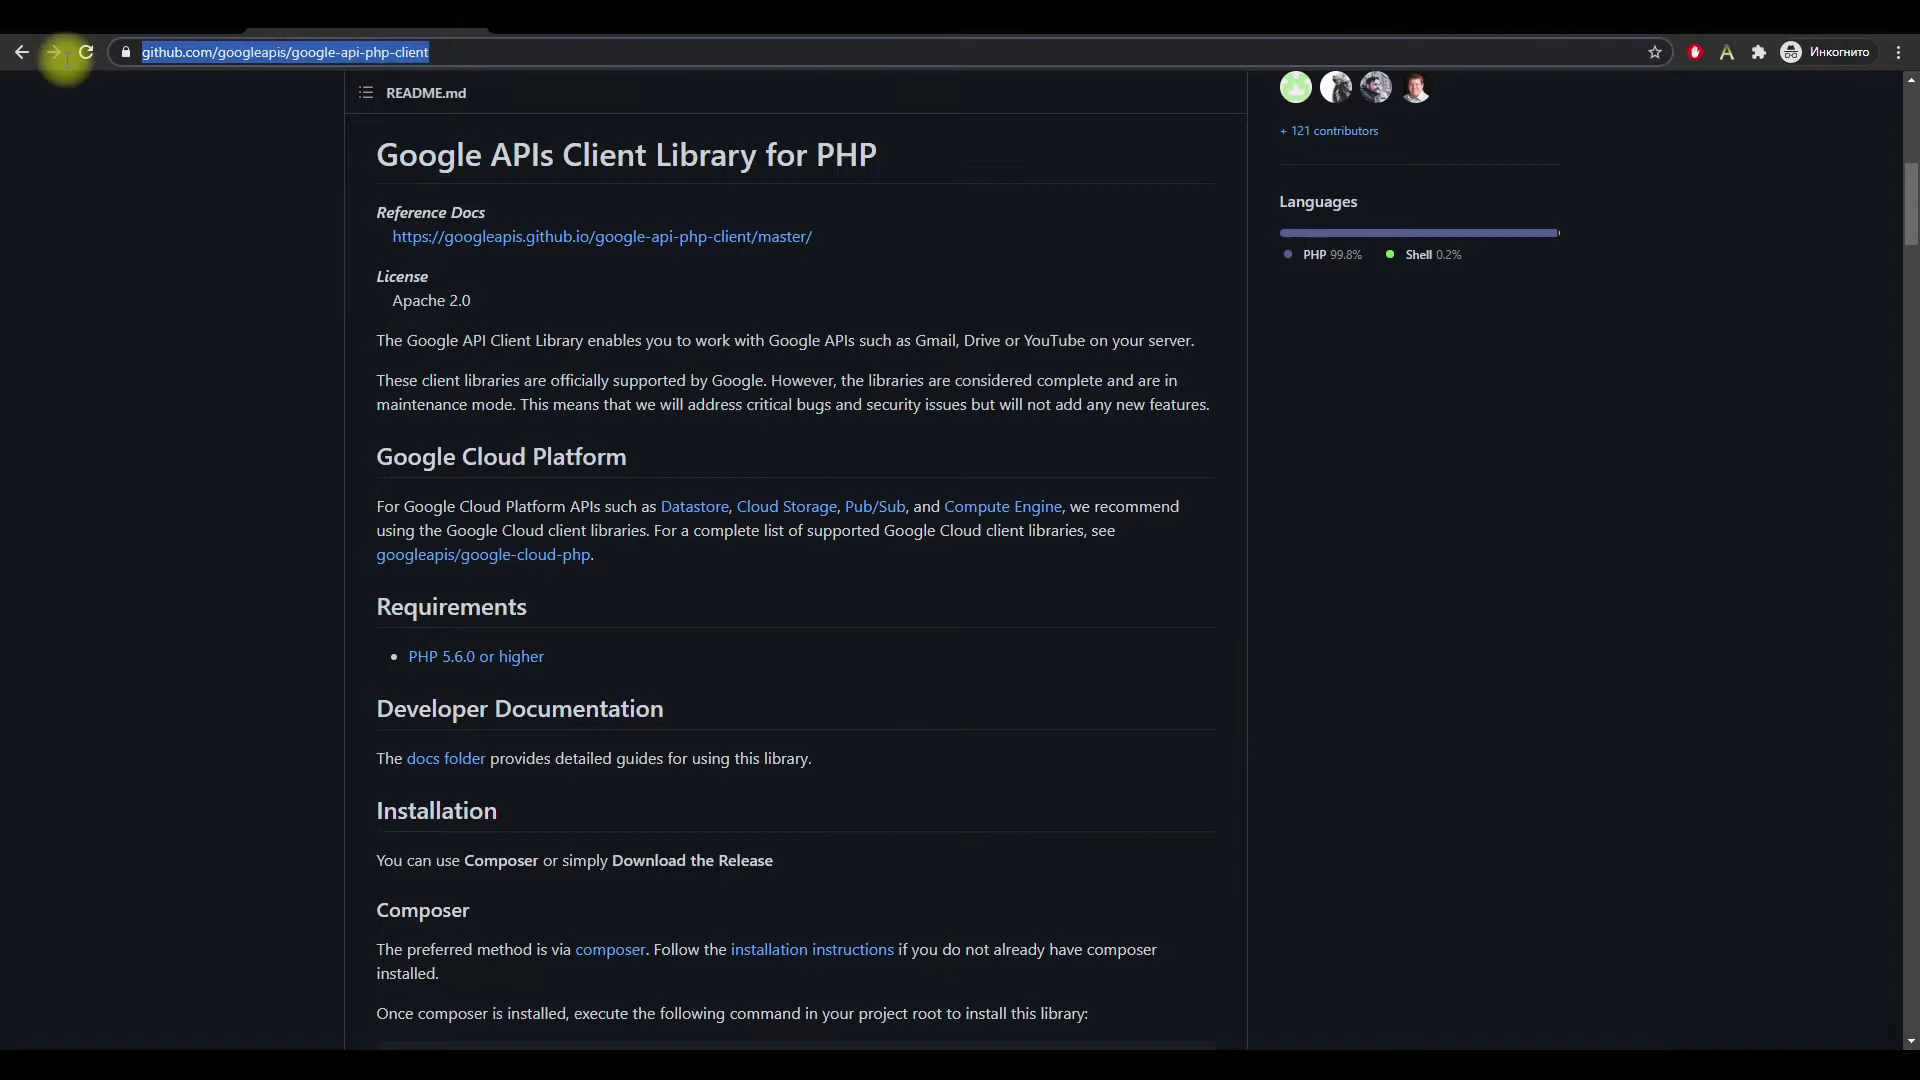 github.com/googleapis/google-api-php-client
Инкогнито
README.md
+ 121 contributors
Google APIs Client Library for PHP
Languages
Reference Docs
https://googleapis.github.io/google-api-php-client/master/
PHP 99.8% Shell 0.2%
License
Apache 2.0
The Google API Client Library enables you to work with Google APIs such as Gmail, Drive or YouTube on your server.
These client libraries are officially supported by Google. However, the libraries are considered complete and are in
maintenance mode. This means that we will address critical bugs and security issues but will not add any new features.
Google Cloud Platform
For Google Cloud Platform APIs such as Datastore, Cloud Storage, Pub/Sub, and Compute Engine, we recommend
using the Google Cloud client libraries. For a complete list of supported Google Cloud client libraries, see
googleapis/google-cloud-php.
Requirements
• PHP 5.6.0 or higher
Developer Documentation
The docs folder provides detailed guides for using this library.
Installation
You can use Composer or simply Download the Release
Composer
The preferred method is via composer. Follow the installation instructions if you do not already have composer
installed.
Once composer is installed, execute the following command in your project root to install this library: